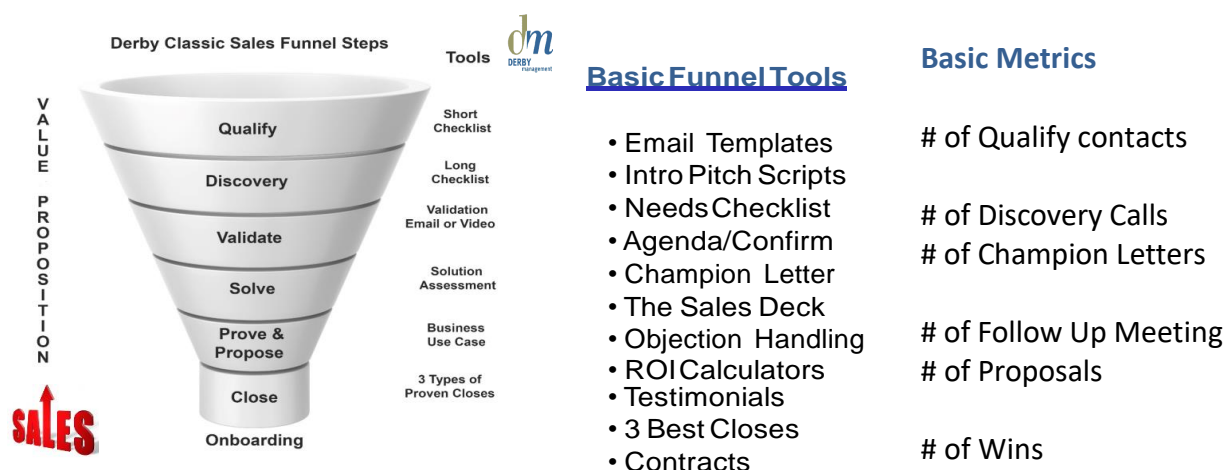 Derby Classic Sales Funnel Steps
Tools
dm
DERBY
management
VALUE PROPOSITION
Qualify
Short
Checklist
Discovery
Long
Checklist
Validate
Validation
Email or Video
Solve
Solution
Assessment
Prove &
Propose
Business
Use Case
Close
3 Types of
Proven Closes
Onboarding
SALES
Basic Funnel Tools
• Email Templates
• Intro Pitch Scripts
• Needs Checklist
• Agenda/Confirm
• Champion Letter
• The Sales Deck
• Objection Handling
• ROI Calculators
• Testimonials
• 3 Best Closes
• Contracts
Basic Metrics
# of Qualify contacts
# of Discovery Calls
# of Champion Letters
# of Follow Up Meeting
# of Proposals
# of Wins